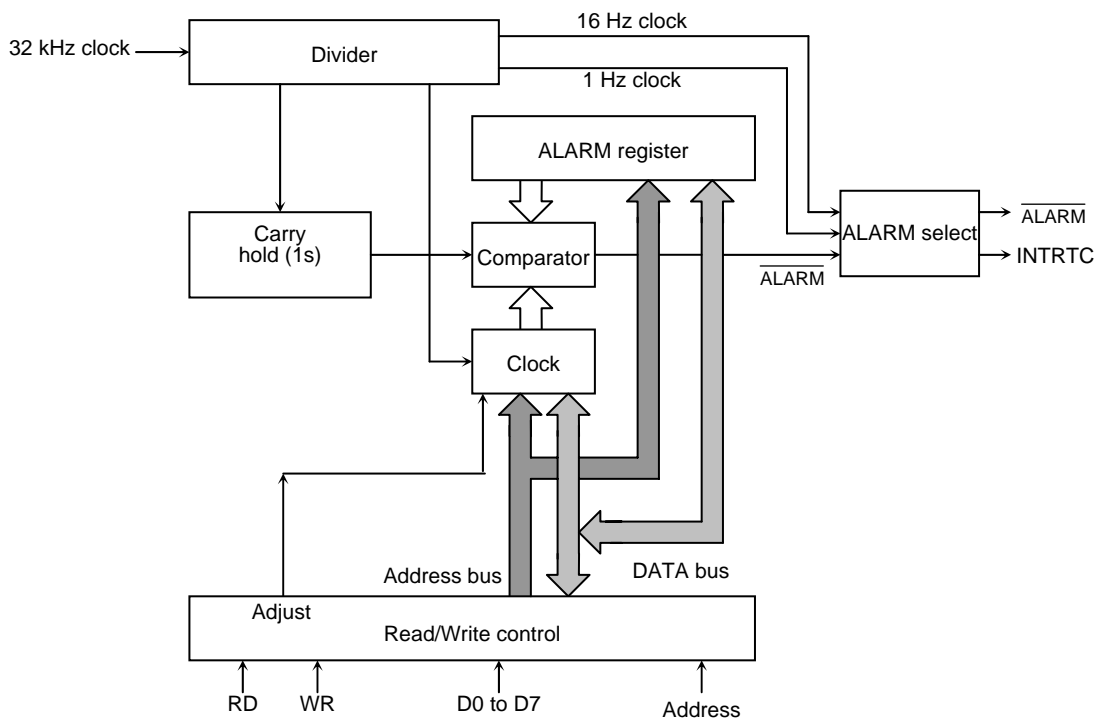 16 Hz clock
32 kHz clock
Divider
1 Hz clock
ALARM register
Carry
hold (1s)
Comparator
ALARM
ALARM select
ALARM
INTRTC
Clock
Address bus
DATA bus
Adjust
Read/Write control
RD
WR
D0 to D7
Address